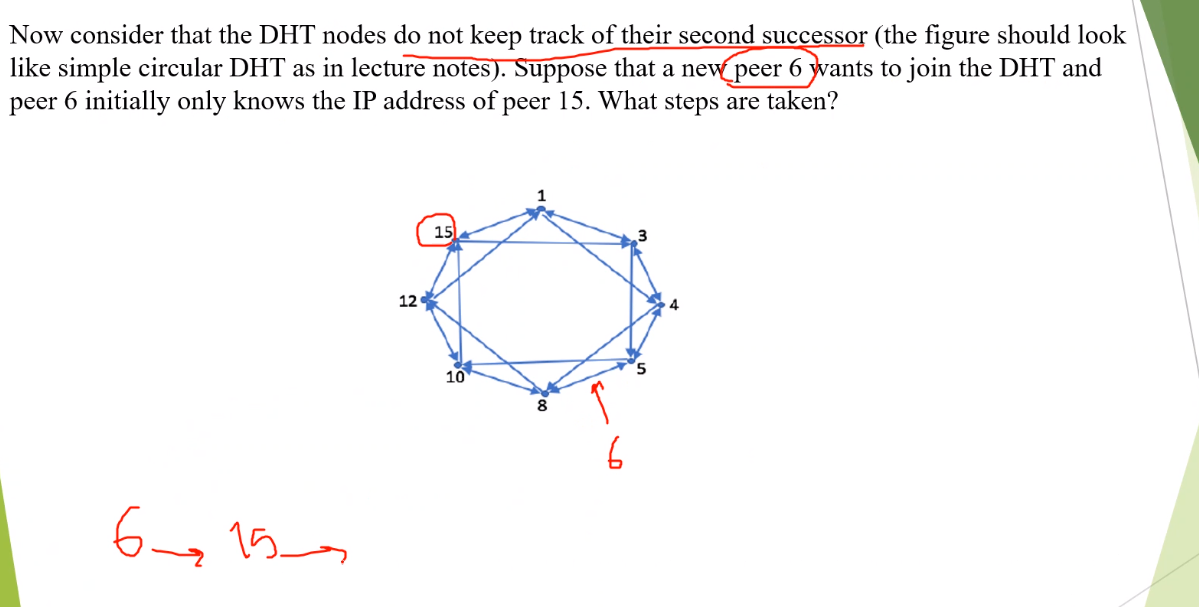 Now consider that the DHT nodes do not keep track of their second successor (the figure should look
like simple circular DHT as in lecture notes). Suppose that a new peer 6 wants to join the DHT and
peer 6 initially only knows the IP address of peer 15. What steps are taken?
1
15
3
12
4
10
5
8
6
6 → 15 →